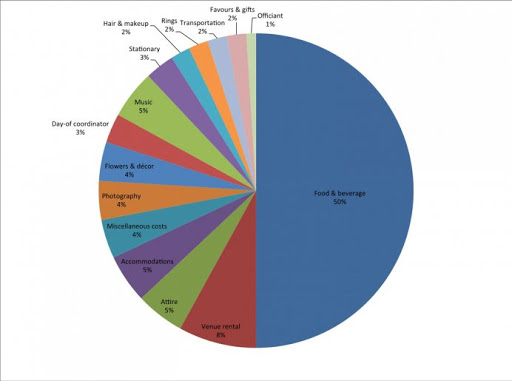 Favours & gifts
2%
Officiant
1%
Rings
2%
Transportation
2%
Hair & makeup
2%
Stationary
3%
Music
5%
Day-of coordinator
3%
Flowers & décor
4%
Photography
4%
Miscellaneous costs
4%
Accommodations
5%
Attire
5%
Venue rental
8%
Food & beverage
50%